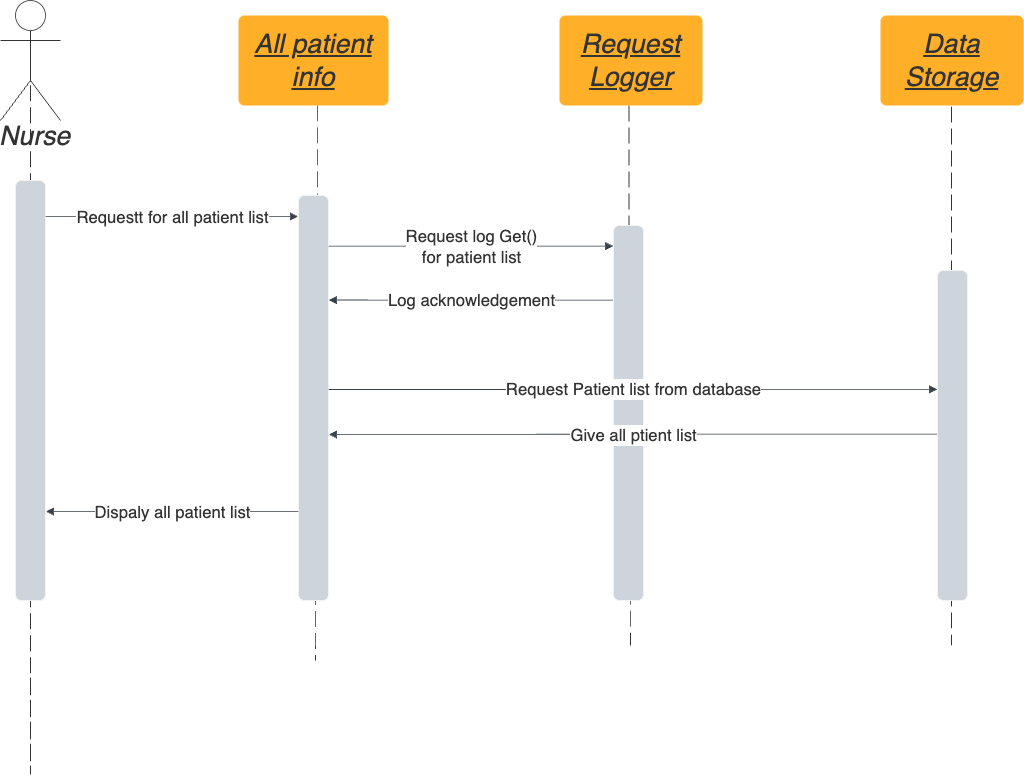 All patient
info
Request
Logger
Data
Storage
Nurse
Requestt for all patient list
Request log Get()
for patient list
Log acknowledgement
Request Patient list from database
Give all ptient list
Dispaly all patient list